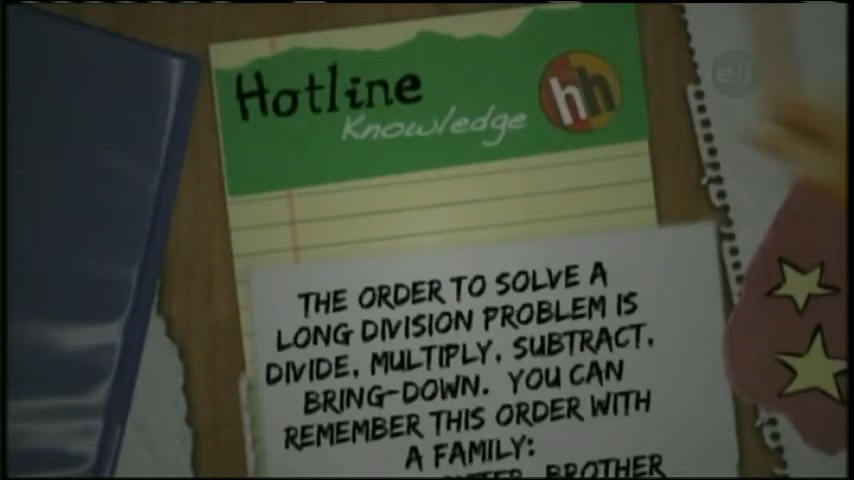 Hotline
Knowledge
hh
e/i
THE ORDER TO SOLVE A
LONG DIVISION PROBLEM IS
DIVIDE, MULTIPLY, SUBTRACT,
BRING-DOWN. YOU CAN
REMEMBER THIS ORDER WITH
A FAMILY:
BROTHER